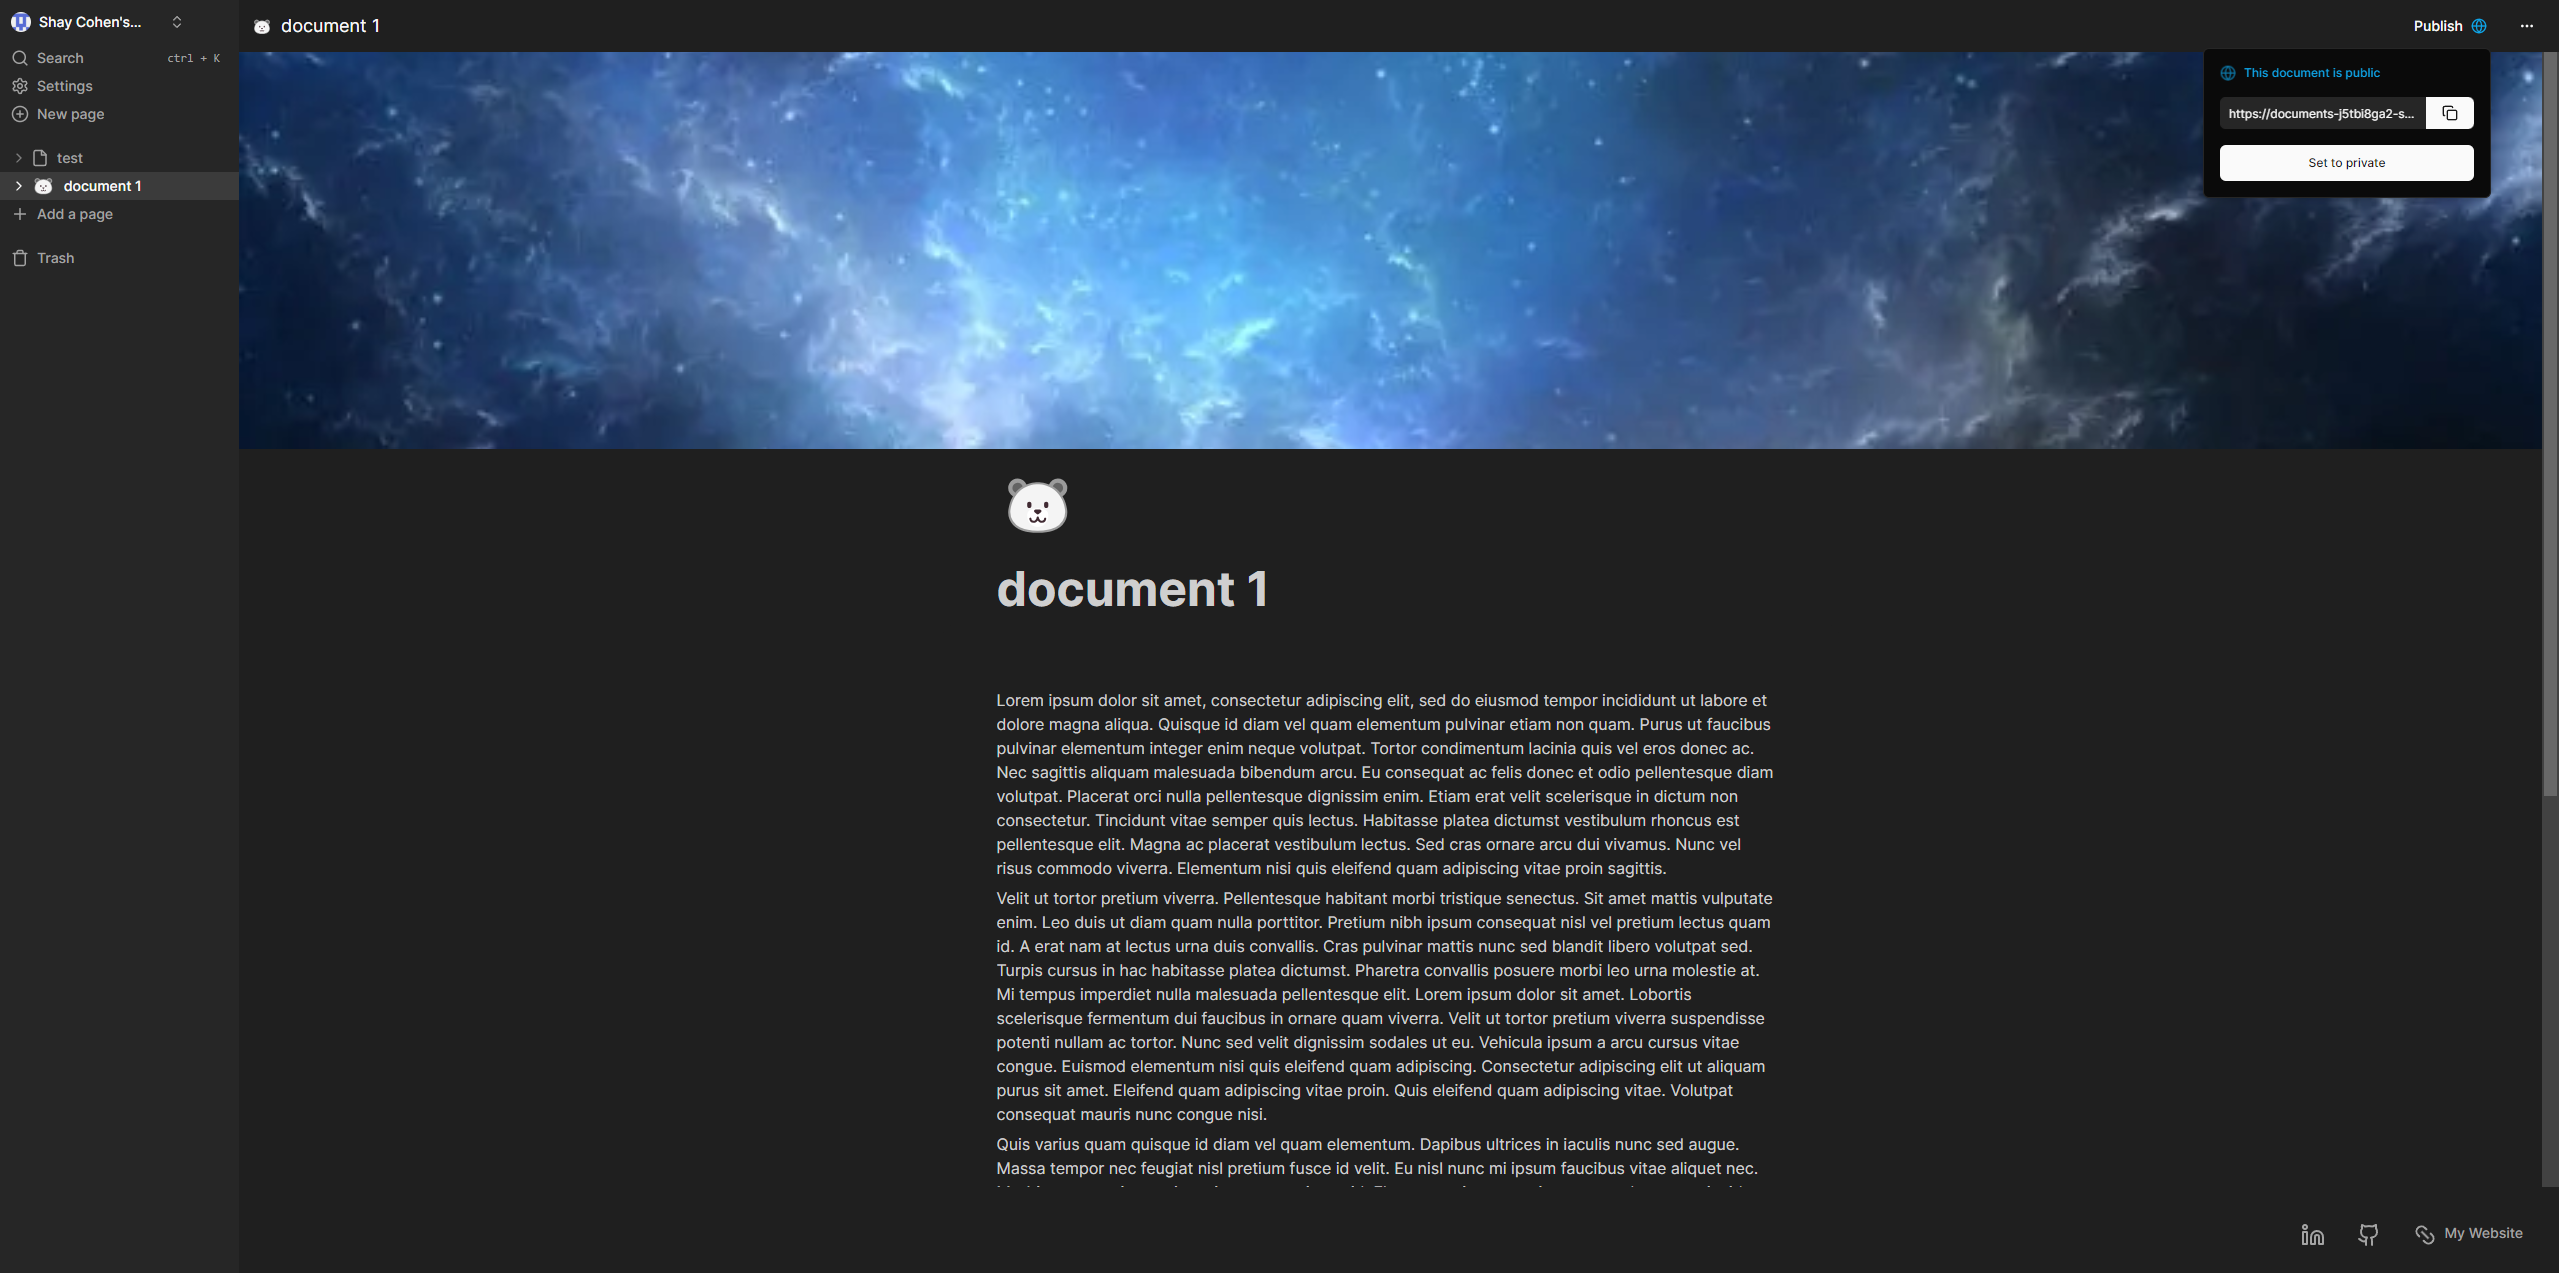 Shay Cohen's...
Search ctrl + K
Settings
New page
test
document 1
Add a page
Trash
document 1
Publish
This document is public
https://documents-j5tbi8ga2-s...
Set to private
document 1
Lorem ipsum dolor sit amet, consectetur adipiscing elit, sed do eiusmod tempor incididunt ut labore et
dolore magna aliqua. Quisque id diam vel quam elementum pulvinar etiam non quam. Purus ut faucibus
pulvinar elementum integer enim neque volutpat. Tortor condimentum lacinia quis vel eros donec ac.
Nec sagittis aliquam malesuada bibendum arcu. Eu consequat ac felis donec et odio pellentesque diam
volutpat. Placerat orci nulla pellentesque dignissim enim. Etiam erat velit scelerisque in dictum non
consectetur. Tincidunt vitae semper quis lectus. Habitasse platea dictumst vestibulum rhoncus est
pellentesque elit. Magna ac placerat vestibulum lectus. Sed cras ornare arcu dui vivamus. Nunc vel
risus commodo viverra. Elementum nisi quis eleifend quam adipiscing vitae proin sagittis.
Velit ut tortor pretium viverra. Pellentesque habitant morbi tristique senectus. Sit amet mattis vulputate
enim. Leo duis ut diam quam nulla porttitor. Pretium nibh ipsum consequat nisl vel pretium lectus quam
id. A erat nam at lectus urna duis convallis. Cras pulvinar mattis nunc sed blandit libero volutpat sed.
Turpis cursus in hac habitasse platea dictumst. Pharetra convallis posuere morbi leo urna molestie at.
Mi tempus imperdiet nulla malesuada pellentesque elit. Lorem ipsum dolor sit amet. Lobortis
scelerisque fermentum dui faucibus in ornare quam viverra. Velit ut tortor pretium viverra suspendisse
potenti nullam ac tortor. Nunc sed velit dignissim sodales ut eu. Vehicula ipsum a arcu cursus vitae
congue. Euismod elementum nisi quis eleifend quam adipiscing. Consectetur adipiscing elit ut aliquam
purus sit amet. Eleifend quam adipiscing vitae proin. Quis eleifend quam adipiscing vitae. Volutpat
consequat mauris nunc congue nisi.
Quis varius quam quisque id diam vel quam elementum. Dapibus ultrices in iaculis nunc sed augue.
Massa tempor nec feugiat nisl pretium fusce id velit. Eu nisl nunc mi ipsum faucibus vitae aliquet nec.
My Website